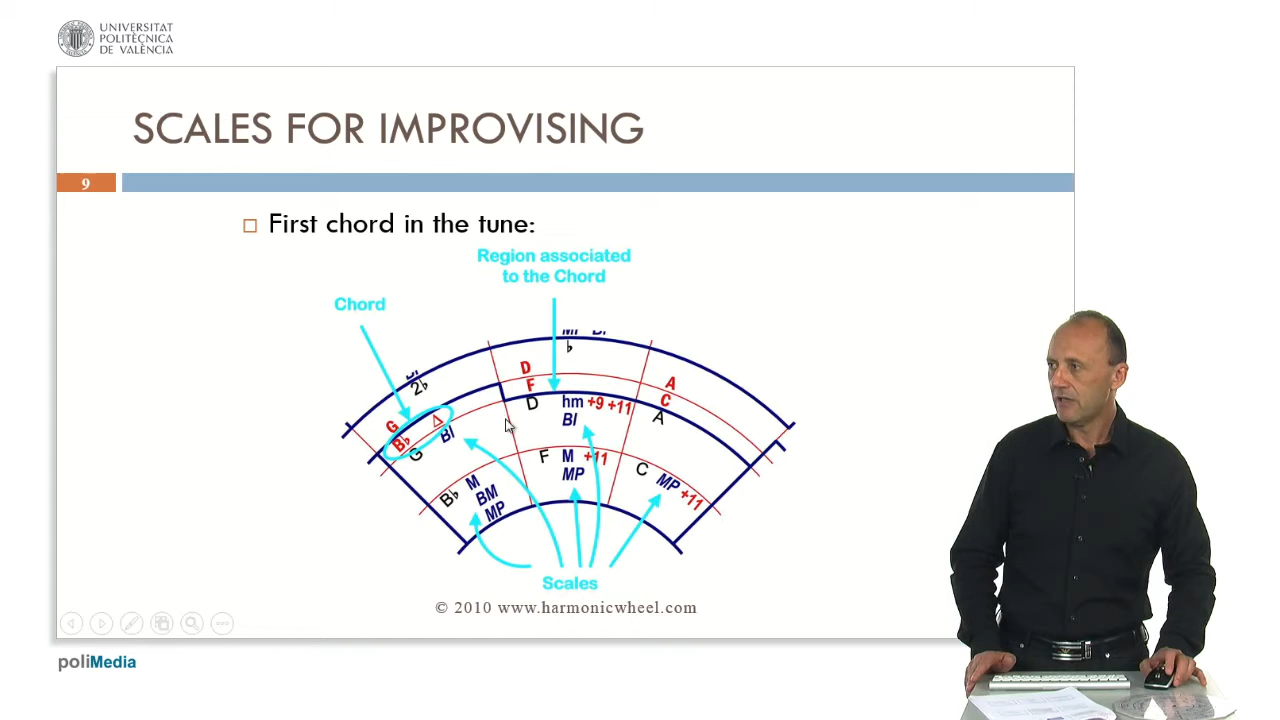 UNIVERSITAT
POLITÈCNICA
DE VALÈNCIA
SCALES FOR IMPROVISING
9
First chord in the tune:
Region associated
to the Chord
Chord
♭
2♭
D
F
A
C
G
B♭ Δ
G BI
D hm +9 +11
BI
A
B♭ M
BM
MP
F M +11
MP
C MP +11
Scales
© 2010 www.harmonicwheel.com
poliMedia